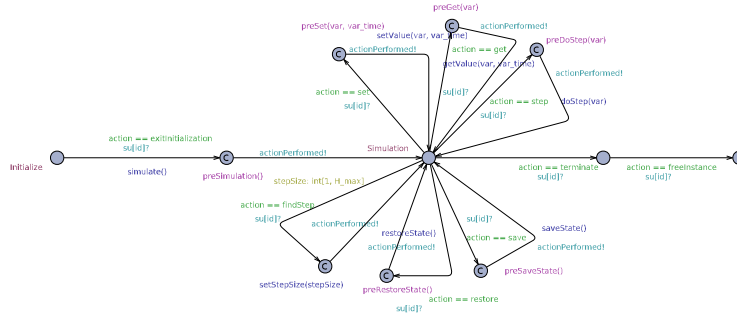 preGet(var)
preSet(var, var_time)
actionPerformed!
setValue(var, var_time)
preDoStep(var)
C
C
C
actionPerformed!
action == get
getValue(var, var_time)
actionPerformed!
action == set
su[id]?
su[id]?
action == step
doStep(var)
su[id]?
action == exitInitialization
su[id]?
Simulation
actionPerformed!
C
Initialize
simulate()
preSimulation()
action == terminate
su[id]?
action == freeInstance
su[id]?
stepSize: int[1, H_max]
action == findStep
su[id]?
actionPerformed!
restoreState()
actionPerformed!
su[id]?
action == save
saveState()
actionPerformed!
C
C
C
setStepSize(stepSize)
preRestoreState()
preSaveState()
action == restore
su[id]?